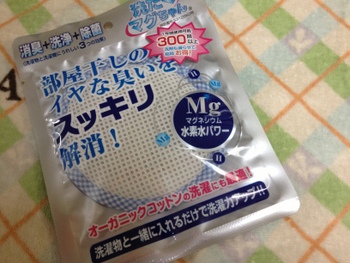 消臭+洗浄+除菌
洗たく
マグちゃん
300回以上
部屋干しの
イヤな臭いを
スッキリ
解消!
Mg
マグネシウム
水素水パワー
Mg
H
H
オーガニックコットンの洗濯にも最適!
洗濯物と一緒に入れるだけで洗濯力アップ!!